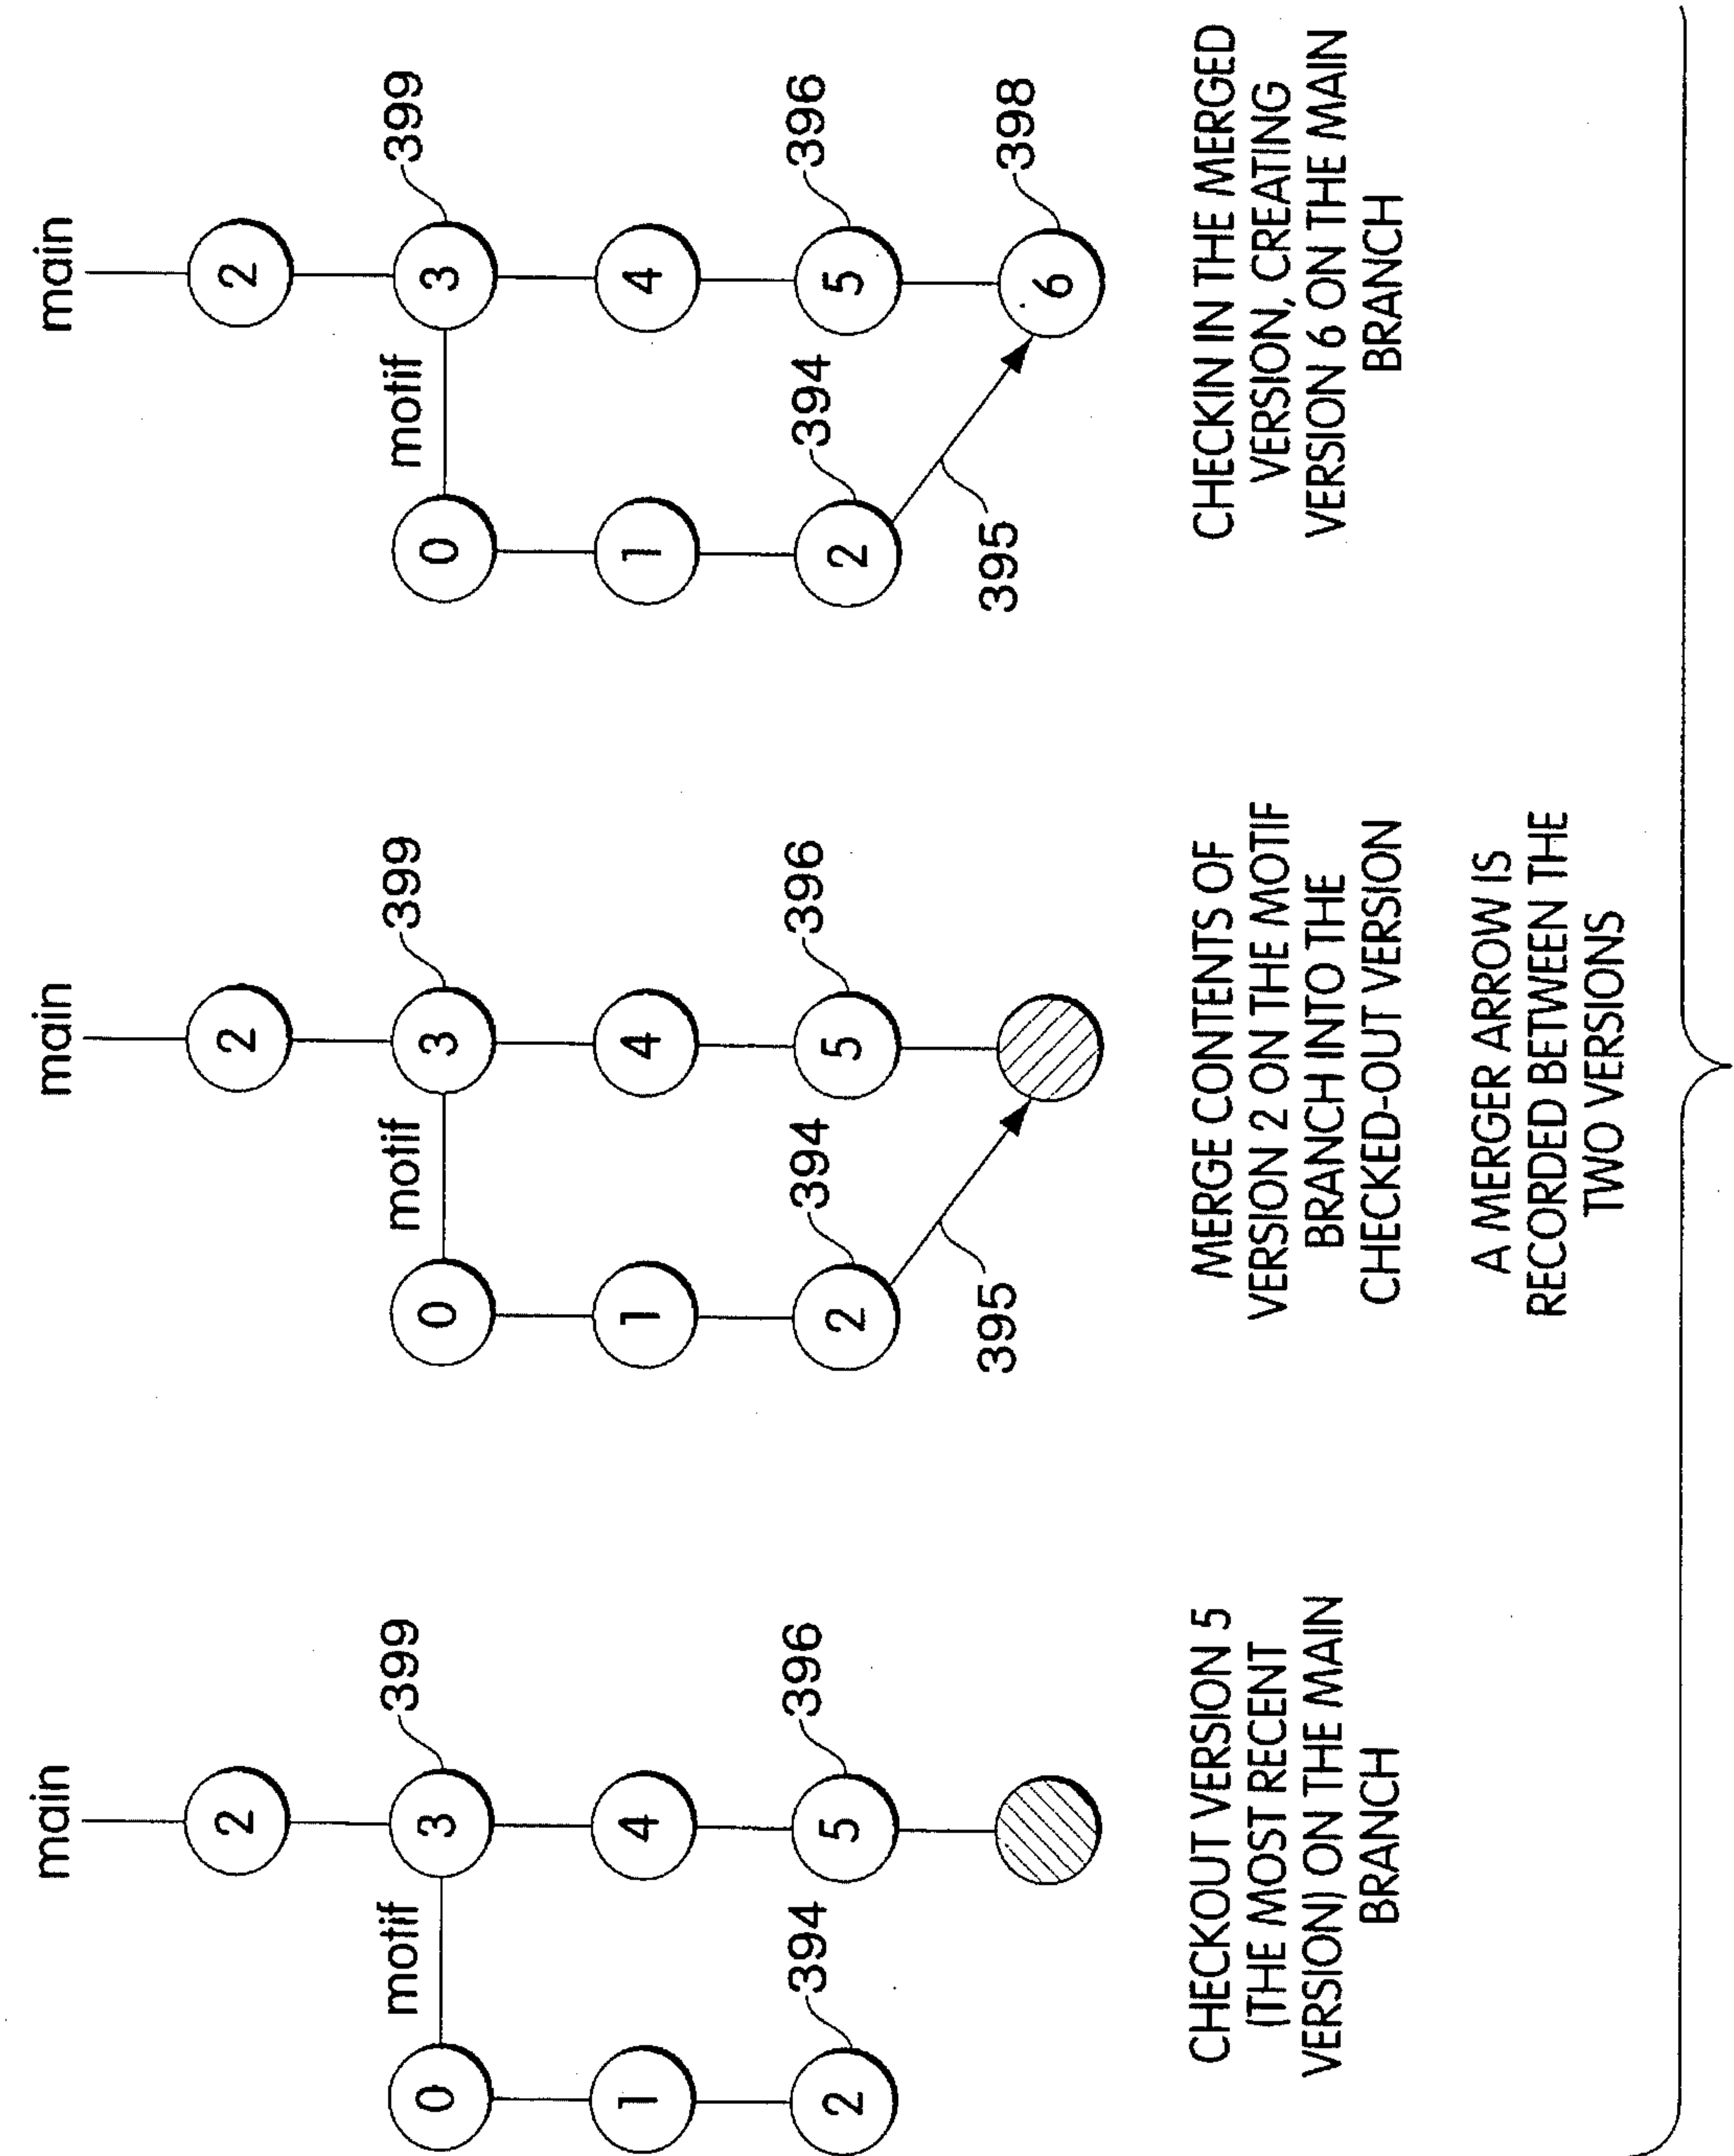 main
2
motif
3
399
0
4
1
5
396
394
2
CHECKOUT VERSION 5
(THE MOST RECENT
VERSION) ON THE MAIN
BRANCH
main
2
motif
3
399
0
4
1
5
396
394
2
395
MERGE CONTENTS OF
VERSION 2 ON THE MOTIF
BRANCH INTO THE
CHECKED-OUT VERSION
A MERGER ARROW IS
RECORDED BETWEEN THE
TWO VERSIONS
main
2
motif
3
399
0
4
1
5
396
394
2
395
6
398
CHECKIN IN THE MERGED
VERSION, CREATING
VERSION 6 ON THE MAIN
BRANCH